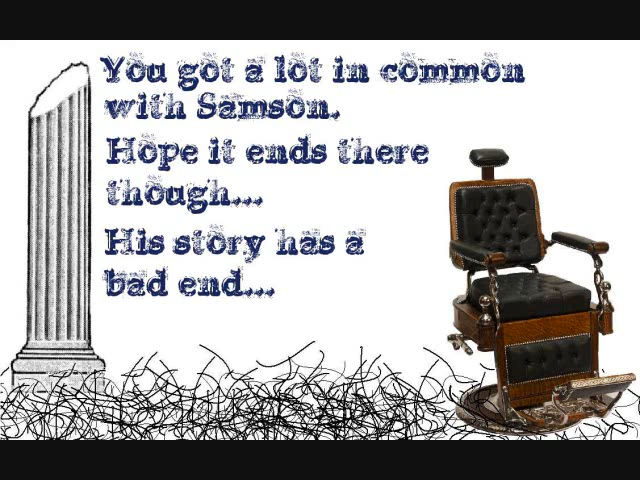 You got a lot in common
with Samson.
Hope it ends there
though...
His story has a
bad end...